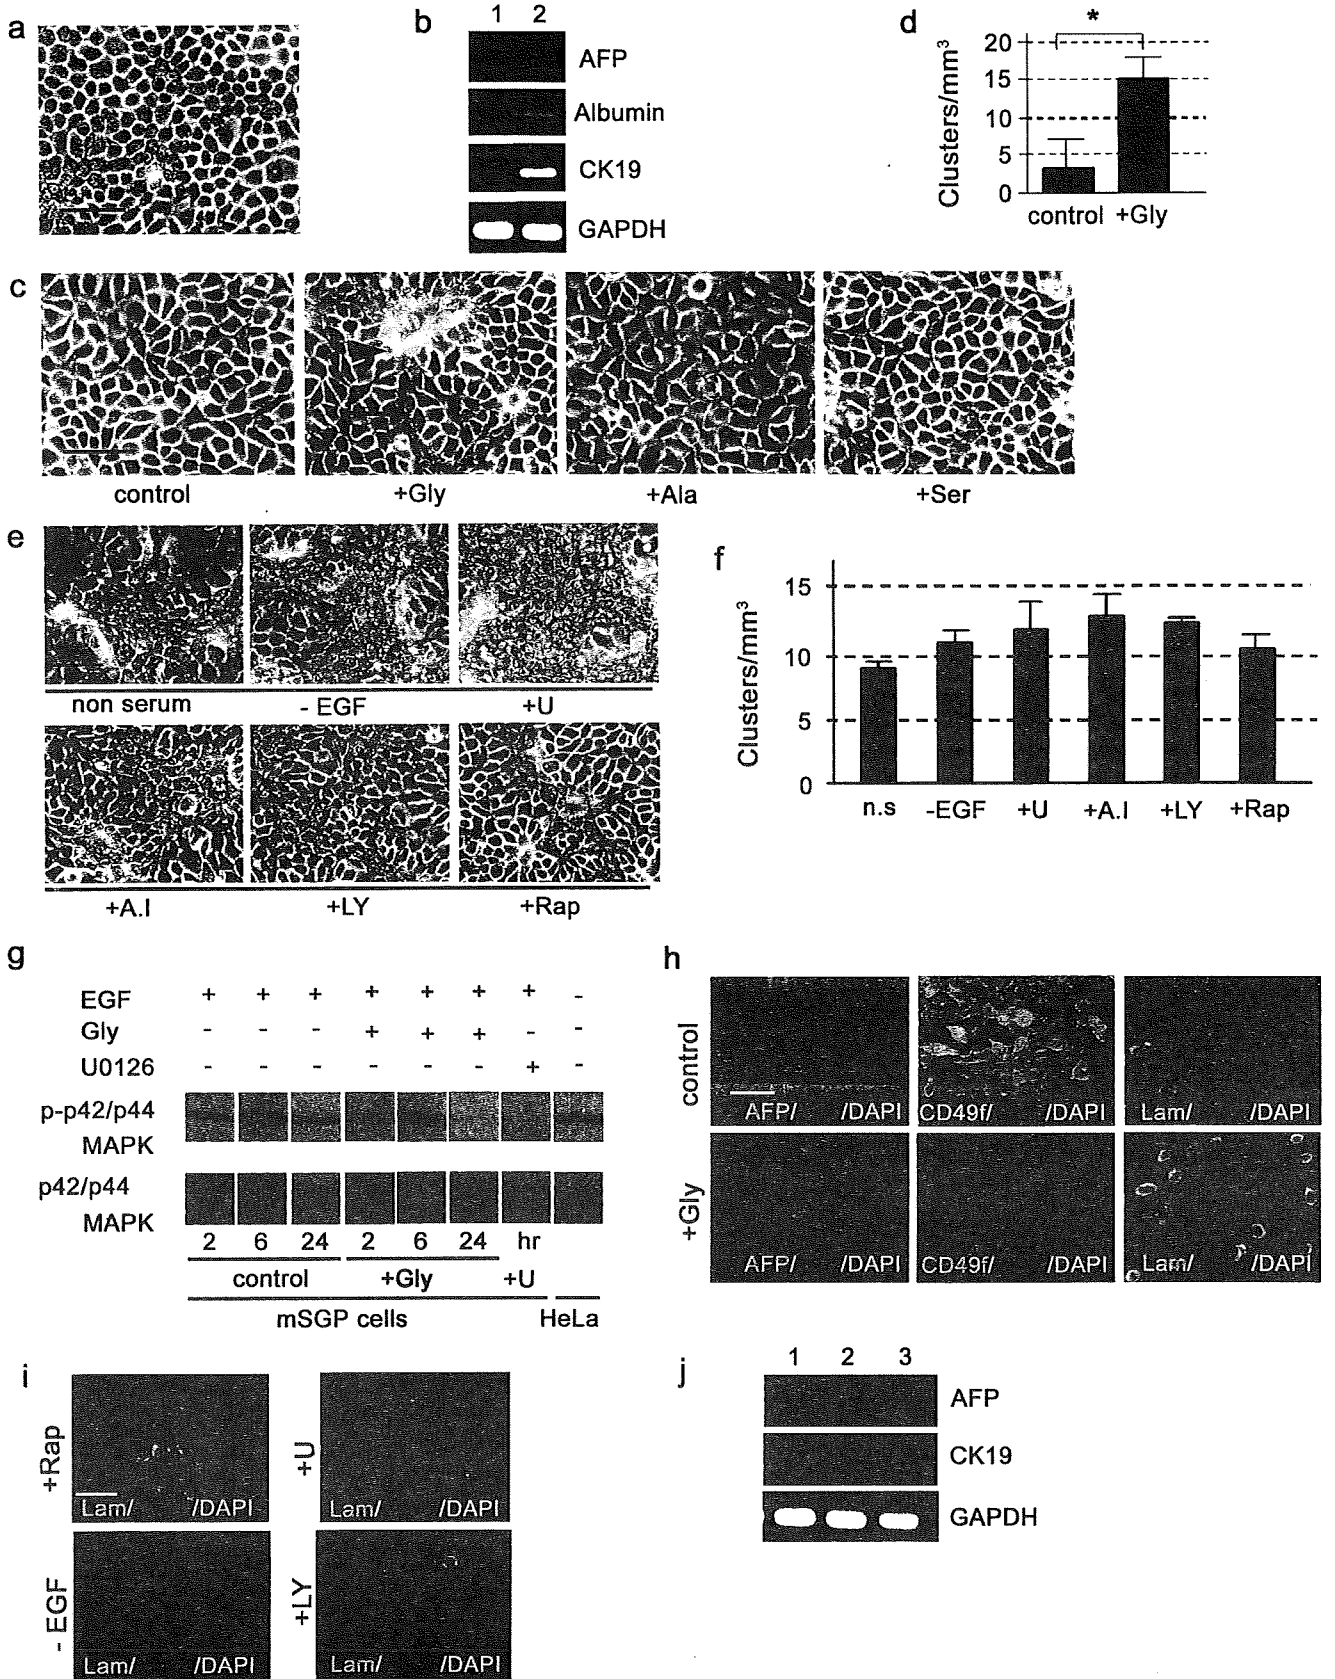 a
b
1 2
AFP
Albumin
CK19
GAPDH
d
*
Clusters/mm³
20
15
10
5
0
control +Gly
c
control +Gly +Ala +Ser
e
non serum - EGF +U
+A.I +LY +Rap
f
Clusters/mm³
15
10
5
0
n.s -EGF +U +A.I +LY +Rap
g
EGF + + + + + + + -
Gly - - - + + + - -
U0126 - - - - - - + -
p-p42/p44
MAPK
p42/p44
MAPK
2 6 24 2 6 24 hr
control +Gly +U
mSGP cells HeLa
h
control
AFP/ /DAPI CD49f/ /DAPI Lam/ /DAPI
+Gly
AFP/ /DAPI CD49f/ /DAPI Lam/ /DAPI
i
+Rap
Lam/ /DAPI
+U
Lam/ /DAPI
- EGF
Lam/ /DAPI
+LY
Lam/ /DAPI
j
1 2 3
AFP
CK19
GAPDH